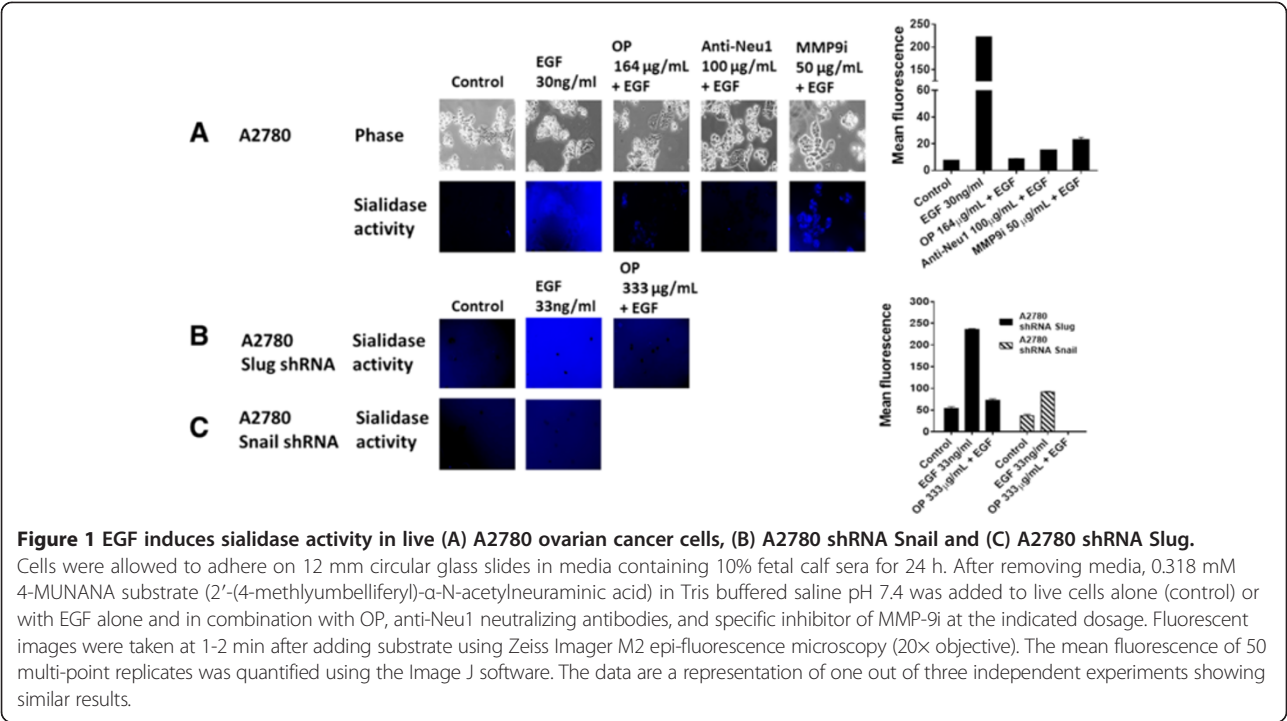 Control
EGF
30ng/ml
OP
164 µg/mL
+ EGF
Anti-Neu1
100 µg/mL
+ EGF
MMP9i
50 µg/mL
+ EGF
A
A2780
Phase
Sialidase
activity
Mean fluorescence
250
200
150
60
40
20
0
Control
EGF 30ng/ml
OP 164µg/mL + EGF
Anti-Neu1 100µg/mL + EGF
MMP9i 50µg/mL + EGF
Control
EGF
33ng/ml
OP
333 µg/mL
+ EGF
B
A2780
Slug shRNA
Sialidase
activity
C
A2780
Snail shRNA
Sialidase
activity
Mean fluorescence
300
250
200
150
100
50
0
A2780
shRNA Slug
A2780
shRNA Snail
Control
EGF 33ng/ml
OP 333µg/mL + EGF
Control
EGF 33ng/ml
OP 333µg/mL + EGF
Figure 1 EGF induces sialidase activity in live (A) A2780 ovarian cancer cells, (B) A2780 shRNA Snail and (C) A2780 shRNA Slug.
Cells were allowed to adhere on 12 mm circular glass slides in media containing 10% fetal calf sera for 24 h. After removing media, 0.318 mM
4-MUNANA substrate (2′-(4-methlyumbelliferyl)-α-N-acetylneuraminic acid) in Tris buffered saline pH 7.4 was added to live cells alone (control) or
with EGF alone and in combination with OP, anti-Neu1 neutralizing antibodies, and specific inhibitor of MMP-9i at the indicated dosage. Fluorescent
images were taken at 1-2 min after adding substrate using Zeiss Imager M2 epi-fluorescence microscopy (20× objective). The mean fluorescence of 50
multi-point replicates was quantified using the Image J software. The data are a representation of one out of three independent experiments showing
similar results.